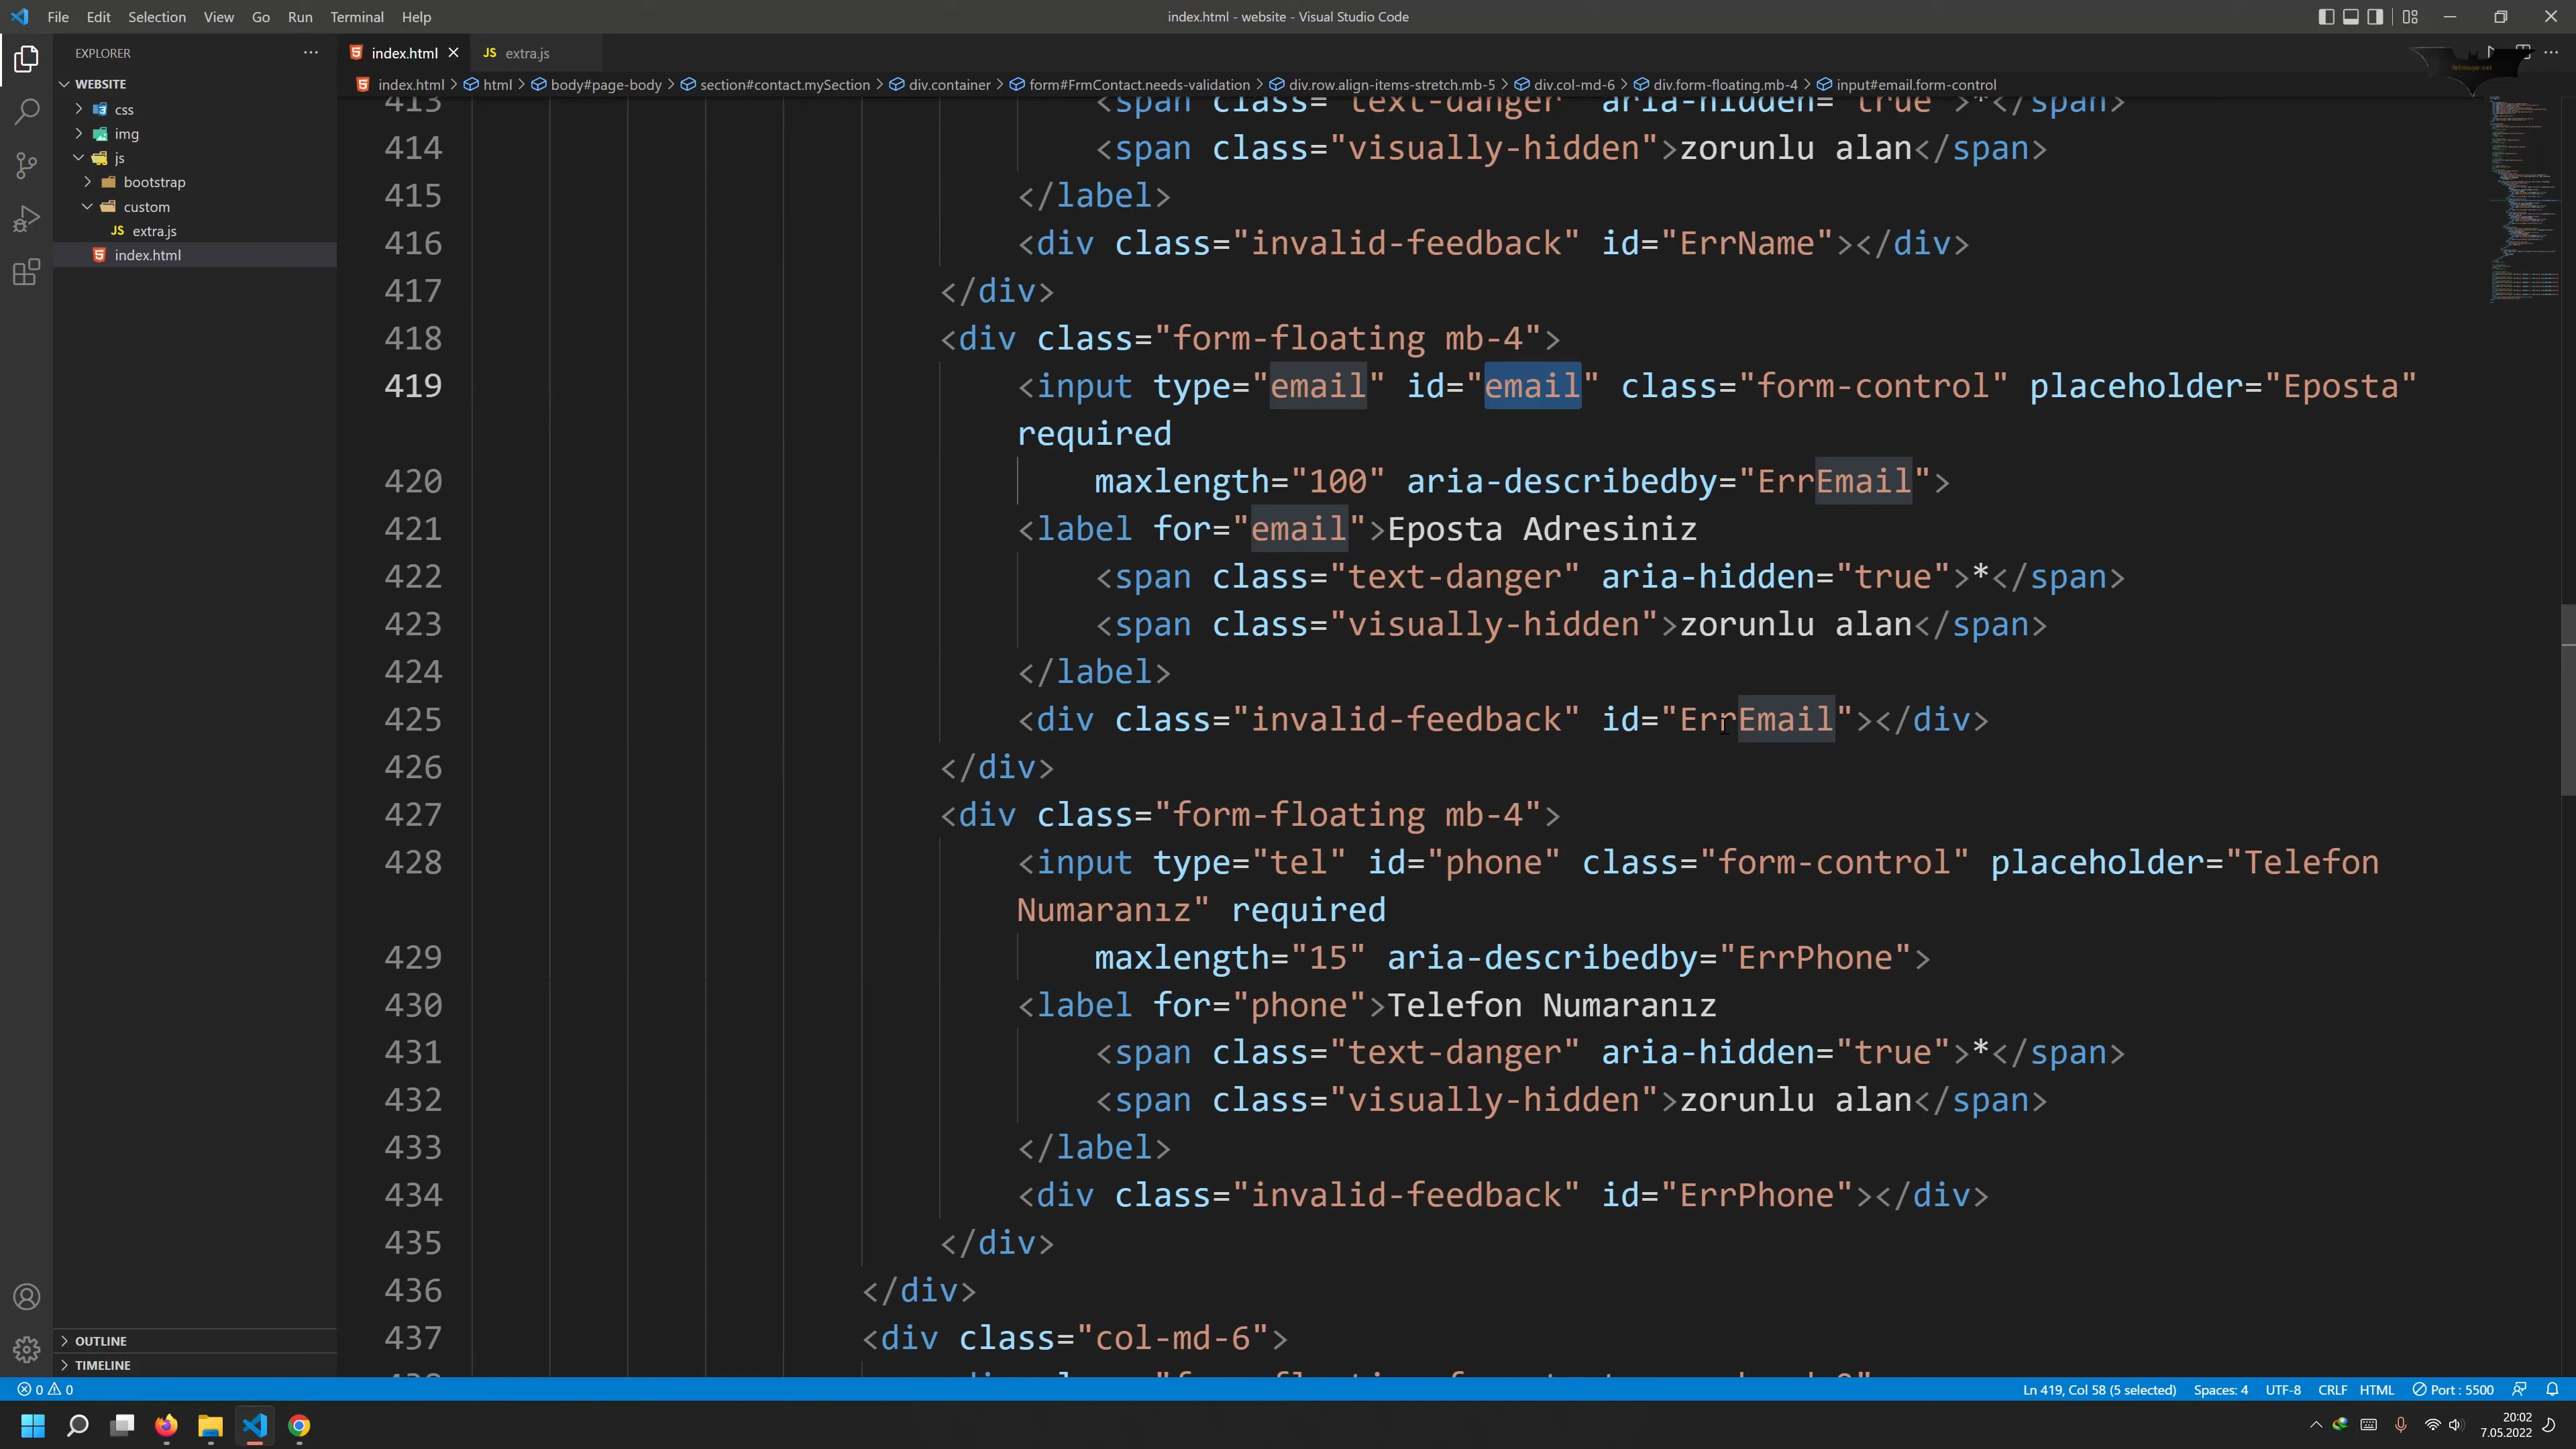 File Edit Selection View Go Run Terminal Help
index.html - website - Visual Studio Code
EXPLORER
index.html
JS extra.js
WEBSITE
index.html > html > body#page-body > section#contact.mySection > div.container > form#FrmContact.needs-validation > div.row.align-items-stretch.mb-5 > div.col-md-6 > div.form-floating.mb-4 > input#email.form-control
css
img
js
bootstrap
custom
JS extra.js
index.html
413 <span class="text-danger" aria-hidden="true">*</span>
414 <span class="visually-hidden">zorunlu alan</span>
415 </label>
416 <div class="invalid-feedback" id="ErrName"></div>
417 </div>
418 <div class="form-floating mb-4">
419 <input type="email" id="email" class="form-control" placeholder="Eposta"
required
420 maxlength="100" aria-describedby="ErrEmail">
421 <label for="email">Eposta Adresiniz
422 <span class="text-danger" aria-hidden="true">*</span>
423 <span class="visually-hidden">zorunlu alan</span>
424 </label>
425 <div class="invalid-feedback" id="ErrEmail"></div>
426 </div>
427 <div class="form-floating mb-4">
428 <input type="tel" id="phone" class="form-control" placeholder="Telefon
Numaranız" required
429 maxlength="15" aria-describedby="ErrPhone">
430 <label for="phone">Telefon Numaranız
431 <span class="text-danger" aria-hidden="true">*</span>
432 <span class="visually-hidden">zorunlu alan</span>
433 </label>
434 <div class="invalid-feedback" id="ErrPhone"></div>
435 </div>
436 </div>
437 <div class="col-md-6">
OUTLINE
TIMELINE
0 0
Ln 419, Col 58 (5 selected) Spaces: 4 UTF-8 CRLF HTML Port : 5500
20:02
7.05.2022